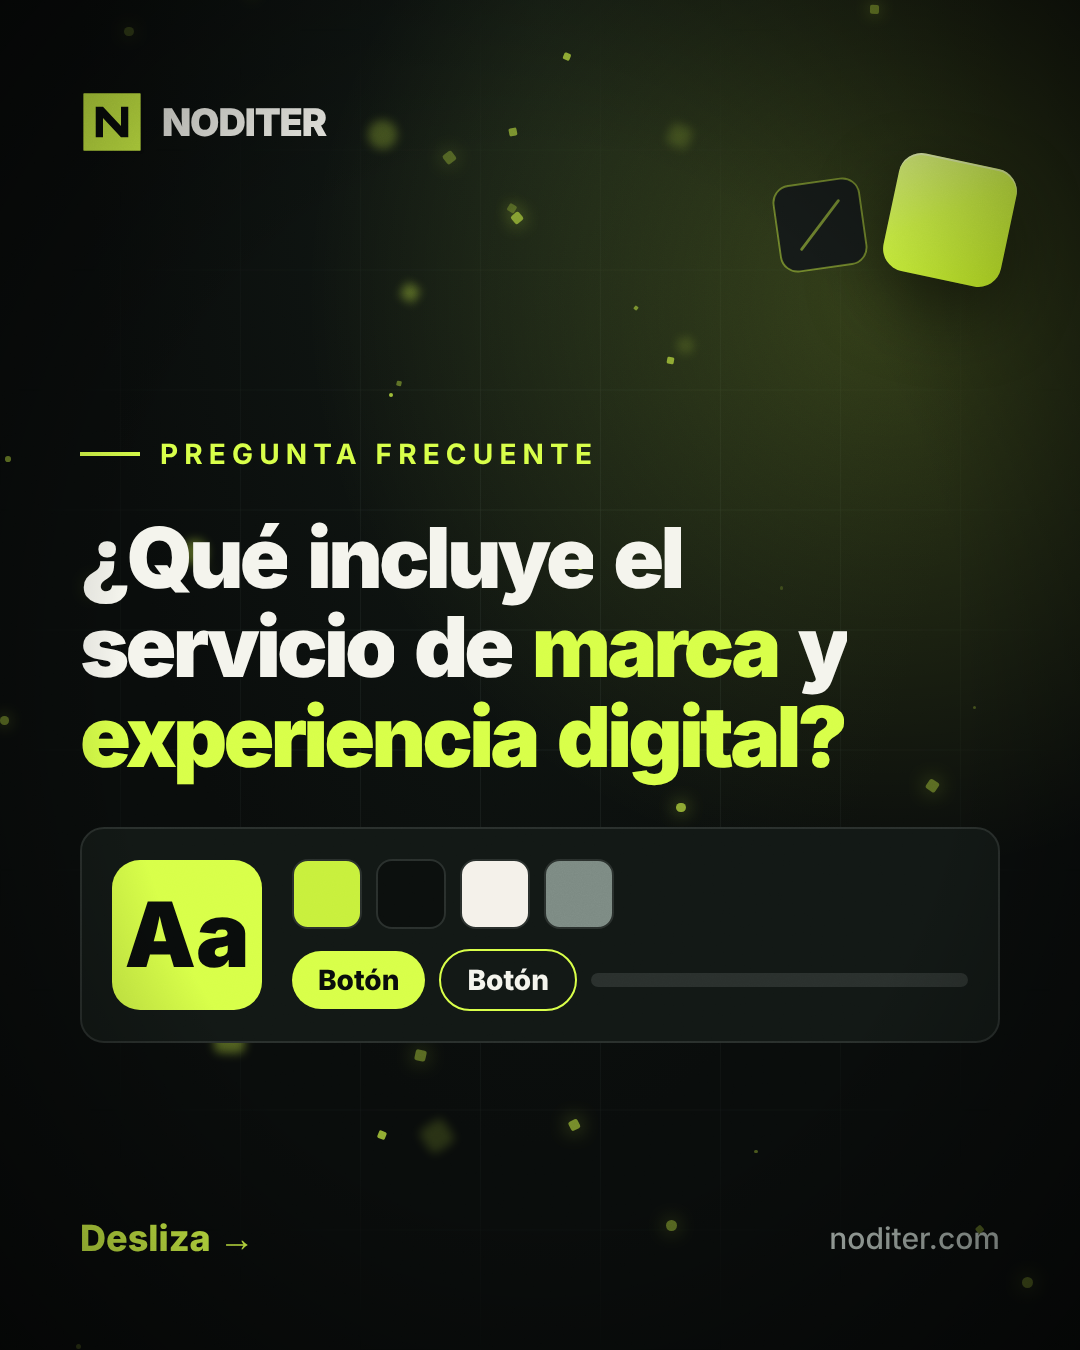 N NODITER
PREGUNTA FRECUENTE
¿Qué incluye el
servicio de marca y
experiencia digital?
Aa
Botón Botón
Desliza →
noditer.com